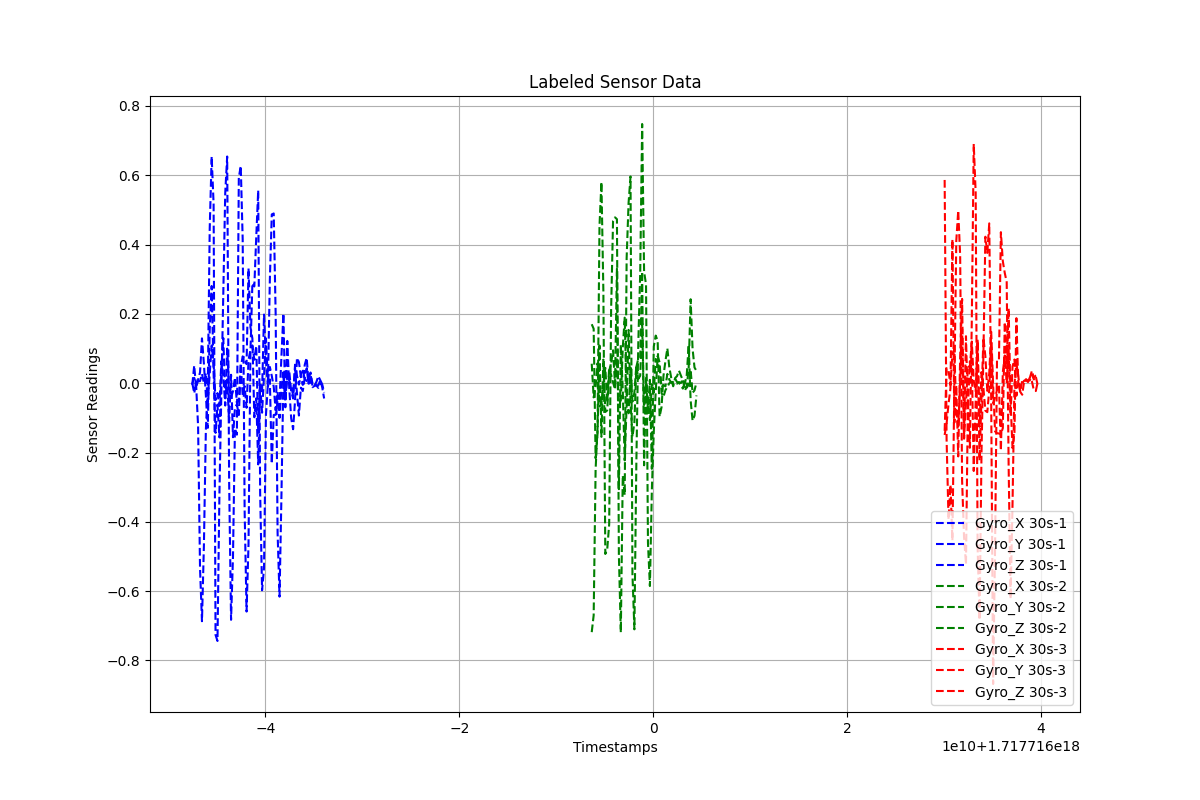 Labeled Sensor Data
Sensor Readings
0.8
0.6
0.4
0.2
0.0
−0.2
−0.4
−0.6
−0.8
Gyro_X 30s-1
Gyro_Y 30s-1
Gyro_Z 30s-1
Gyro_X 30s-2
Gyro_Y 30s-2
Gyro_Z 30s-2
Gyro_X 30s-3
Gyro_Y 30s-3
Gyro_Z 30s-3
−4 −2 0 2 4
Timestamps
1e10+1.717716e18